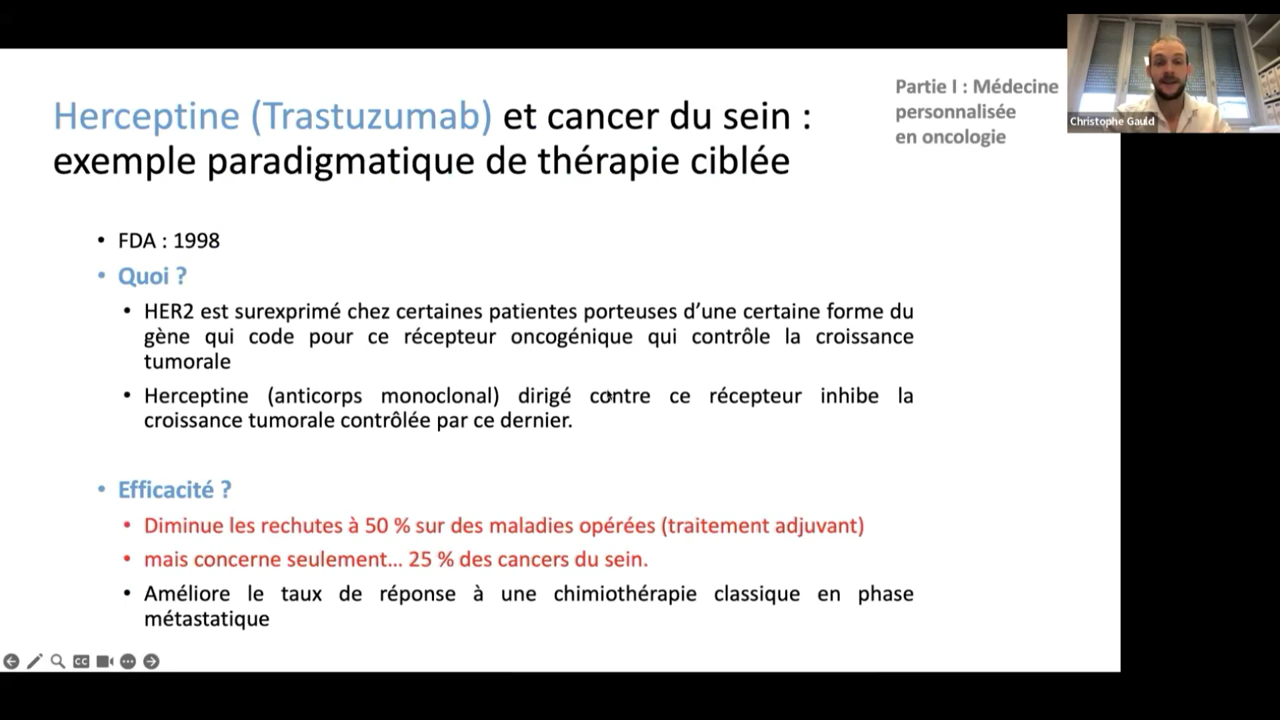 Herceptine (Trastuzumab) et cancer du sein :
exemple paradigmatique de thérapie ciblée
Partie I : Médecine
personnalisée
en oncologie
Christophe Gauld
• FDA : 1998
• Quoi ?
• HER2 est surexprimé chez certaines patientes porteuses d’une certaine forme du
gène qui code pour ce récepteur oncogénique qui contrôle la croissance
tumorale
• Herceptine (anticorps monoclonal) dirigé contre ce récepteur inhibe la
croissance tumorale contrôlée par ce dernier.
• Efficacité ?
• Diminue les rechutes à 50 % sur des maladies opérées (traitement adjuvant)
• mais concerne seulement... 25 % des cancers du sein.
• Améliore le taux de réponse à une chimiothérapie classique en phase
métastatique
CC